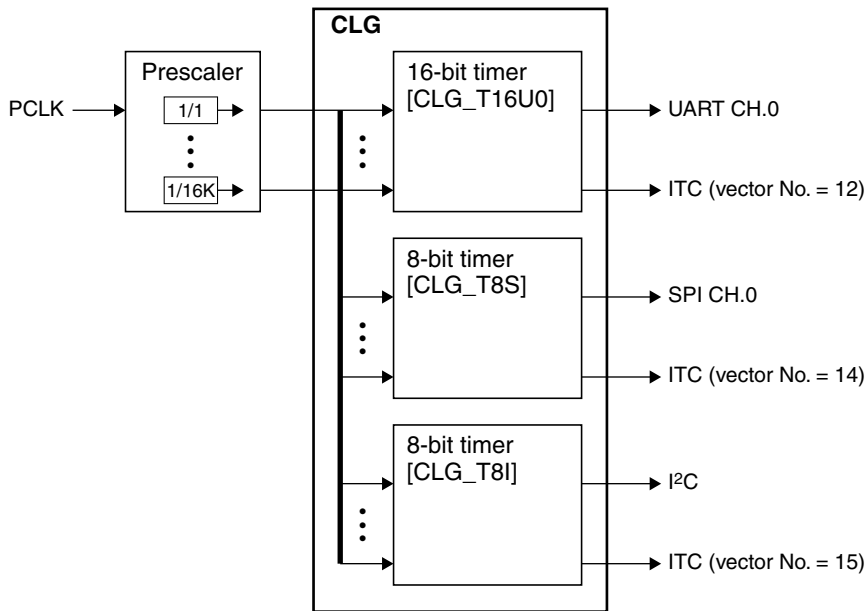 CLG
Prescaler
PCLK
1/1
1/16K
16-bit timer
[CLG_T16U0]
UART CH.0
ITC (vector No. = 12)
8-bit timer
[CLG_T8S]
SPI CH.0
ITC (vector No. = 14)
8-bit timer
[CLG_T8I]
I²C
ITC (vector No. = 15)